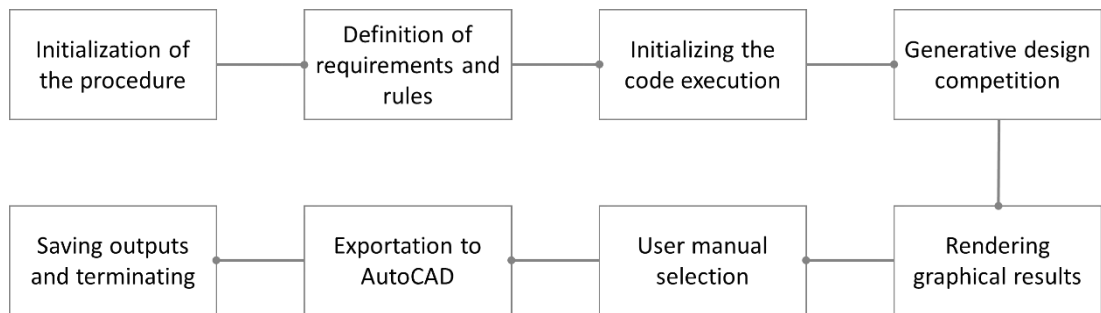 Initialization of
the procedure
Definition of
requirements and
rules
Initializing the
code execution
Generative design
competition
Rendering
graphical results
User manual
selection
Exportation to
AutoCAD
Saving outputs
and terminating